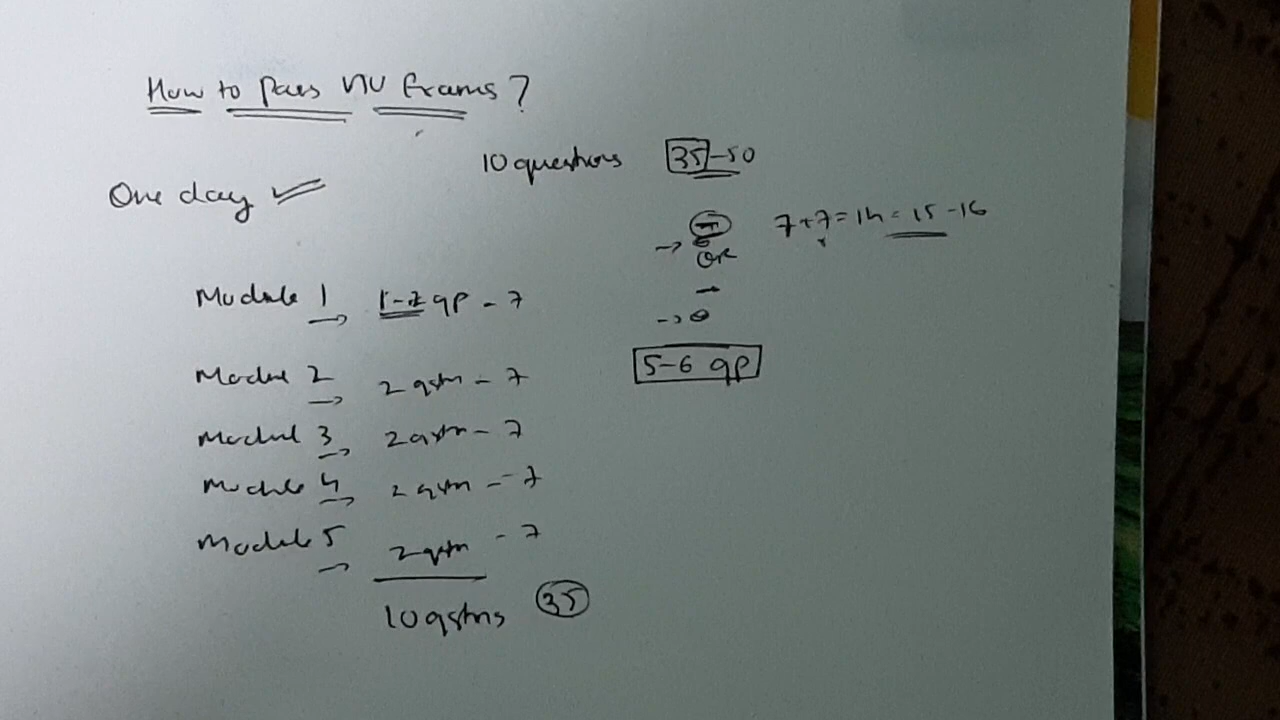 How to pass VTU Exams?
10 questions 35-50
One day
7+7=14=15-16
OR
Module 1 1-2 qp - 7
Module 2 2 qstn - 7
5-6 qp
Module 3 2 qstn - 7
Module 4 2 qstn - 7
Module 5 2 qstn - 7
10 qstns 35